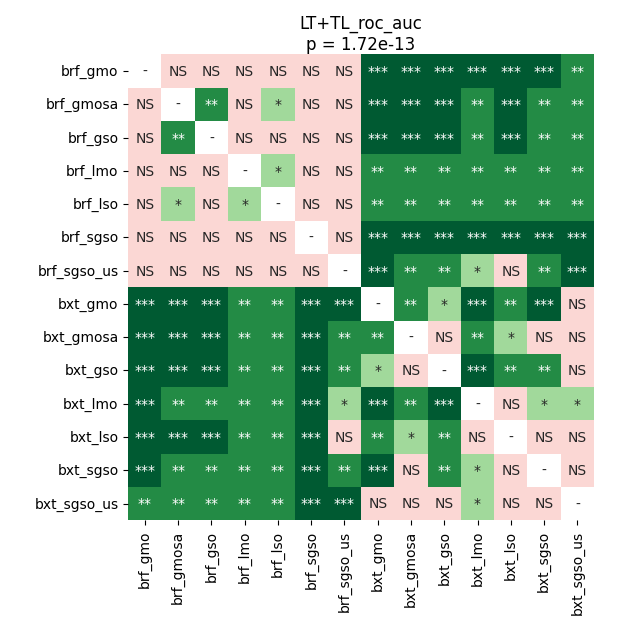 LT+TL_roc_auc
p = 1.72e-13
brf_gmo - NS NS NS NS NS NS *** *** *** *** *** *** **
brf_gmosa NS - ** NS * NS NS *** *** *** ** *** ** **
brf_gso NS ** - NS NS NS NS *** *** *** ** *** ** **
brf_lmo NS NS NS - * NS NS ** ** ** ** ** ** **
brf_lso NS * NS * - NS NS ** ** ** ** ** ** **
brf_sgso NS NS NS NS NS - NS *** *** *** *** *** *** ***
brf_sgso_us NS NS NS NS NS NS - *** ** ** * NS ** ***
bxt_gmo *** *** *** ** ** *** *** - ** * *** ** *** NS
bxt_gmosa *** *** *** ** ** *** ** ** - NS ** * NS NS
bxt_gso *** *** *** ** ** *** ** * NS - *** ** ** NS
bxt_lmo *** ** ** ** ** *** * *** ** *** - NS * *
bxt_lso *** *** *** ** ** *** NS ** * ** NS - NS NS
bxt_sgso *** ** ** ** ** *** ** *** NS ** * NS - NS
bxt_sgso_us ** ** ** ** ** *** *** NS NS NS * NS NS -
brf_gmo brf_gmosa brf_gso brf_lmo brf_lso brf_sgso brf_sgso_us bxt_gmo bxt_gmosa bxt_gso bxt_lmo bxt_lso bxt_sgso bxt_sgso_us